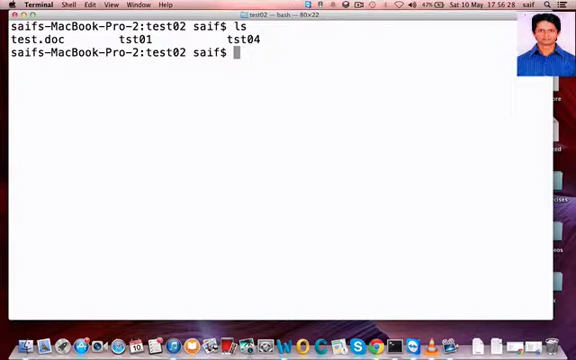 Terminal Shell Edit View Window Help 47% Sat 10 May 17 56 28 saif
test02 — bash — 80×22
saifs-MacBook-Pro-2:test02 saif$ ls
test.doc tst01 tst04
saifs-MacBook-Pro-2:test02 saif$